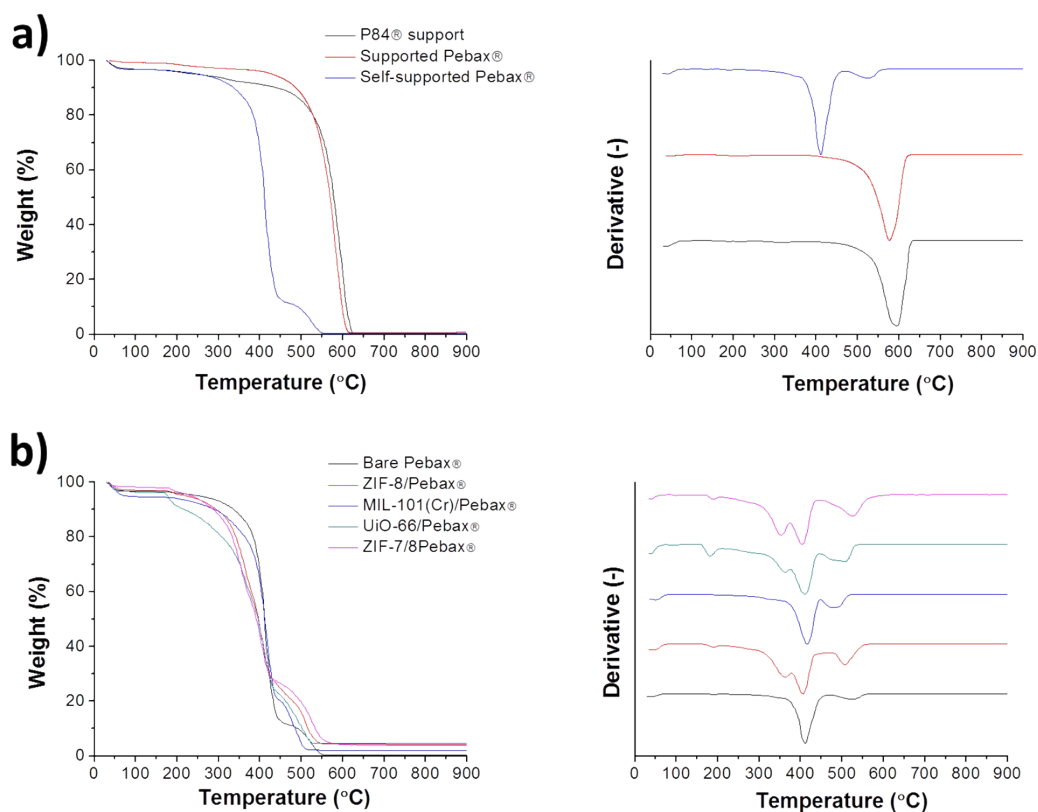 a)
P84® support
Supported Pebax®
Self-supported Pebax®
100
80
60
40
20
0
Weight (%)
0 100 200 300 400 500 600 700 800 900
Temperature (°C)
Derivative (-)
0 100 200 300 400 500 600 700 800 900
Temperature (°C)
b)
Bare Pebax®
ZIF-8/Pebax®
MIL-101(Cr)/Pebax®
UiO-66/Pebax®
ZIF-7/8Pebax®
100
80
60
40
20
0
Weight (%)
0 100 200 300 400 500 600 700 800 900
Temperature (°C)
Derivative (-)
0 100 200 300 400 500 600 700 800 900
Temperature (°C)